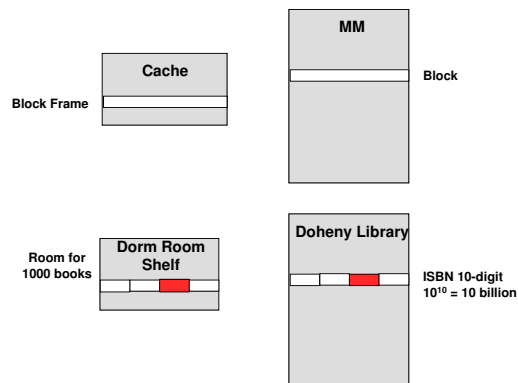 Cache
MM
Block Frame
Block
Dorm Room
Shelf
Doheny Library
Room for
1000 books
ISBN 10-digit
10¹⁰ = 10 billion